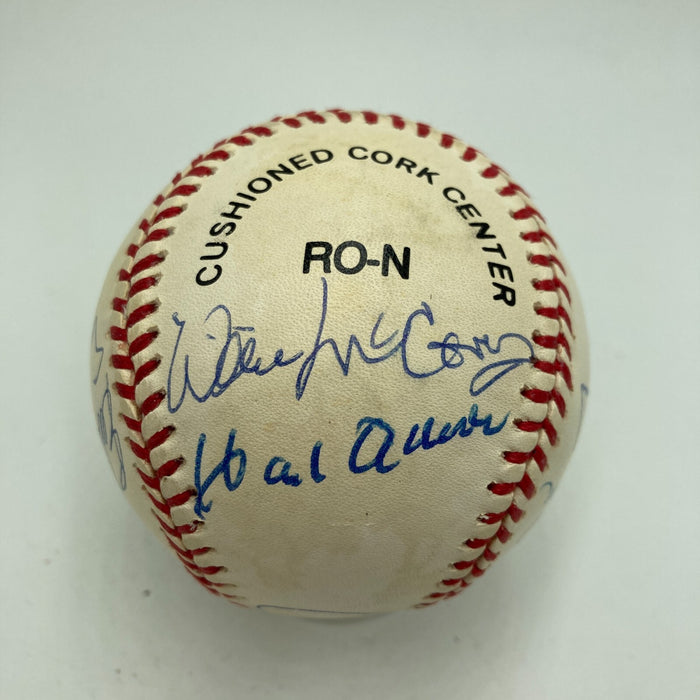 CUSHIONED CORK CENTER
RO-N
Willie McCovey
Hank Aaron